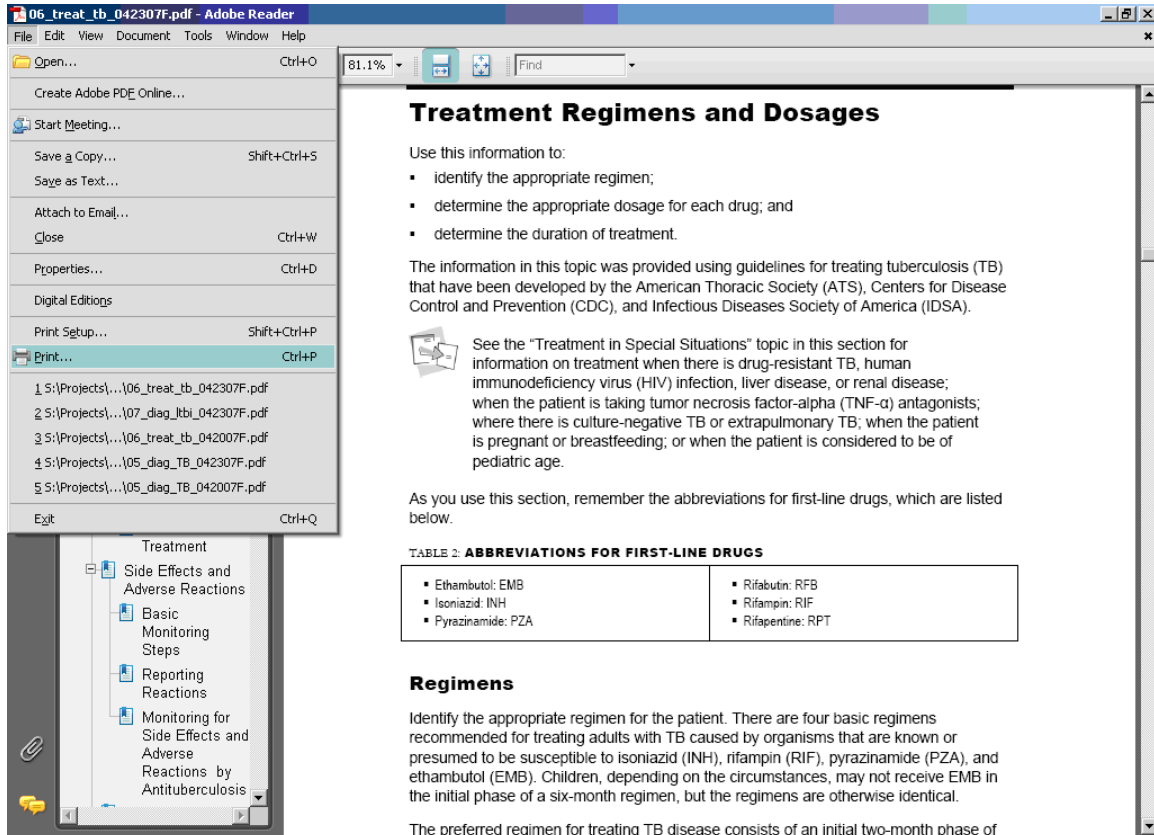 06_treat_tb_042307F.pdf - Adobe Reader
File Edit View Document Tools Window Help
Open... Ctrl+O
Create Adobe PDF Online...
Start Meeting...
Save a Copy... Shift+Ctrl+S
Save as Text...
Attach to Email...
Close Ctrl+W
Properties... Ctrl+D
Digital Editions
Print Setup... Shift+Ctrl+P
Print... Ctrl+P
1 S:\Projects\...\06_treat_tb_042307F.pdf
2 S:\Projects\...\07_diag_ltbi_042307F.pdf
3 S:\Projects\...\06_treat_tb_042007F.pdf
4 S:\Projects\...\05_diag_TB_042307F.pdf
5 S:\Projects\...\05_diag_TB_042007F.pdf
Exit Ctrl+Q
Treatment
Side Effects and
Adverse Reactions
Basic
Monitoring
Steps
Reporting
Reactions
Monitoring for
Side Effects and
Adverse
Reactions by
Antituberculosis
81.1% Find
Treatment Regimens and Dosages
Use this information to:
▪ identify the appropriate regimen;
▪ determine the appropriate dosage for each drug; and
▪ determine the duration of treatment.
The information in this topic was provided using guidelines for treating tuberculosis (TB)
that have been developed by the American Thoracic Society (ATS), Centers for Disease
Control and Prevention (CDC), and Infectious Diseases Society of America (IDSA).
See the “Treatment in Special Situations” topic in this section for
information on treatment when there is drug-resistant TB, human
immunodeficiency virus (HIV) infection, liver disease, or renal disease;
when the patient is taking tumor necrosis factor-alpha (TNF-α) antagonists;
where there is culture-negative TB or extrapulmonary TB; when the patient
is pregnant or breastfeeding; or when the patient is considered to be of
pediatric age.
As you use this section, remember the abbreviations for first-line drugs, which are listed
below.
TABLE 2: ABBREVIATIONS FOR FIRST-LINE DRUGS
▪ Ethambutol: EMB
▪ Isoniazid: INH
▪ Pyrazinamide: PZA
▪ Rifabutin: RFB
▪ Rifampin: RIF
▪ Rifapentine: RPT
Regimens
Identify the appropriate regimen for the patient. There are four basic regimens
recommended for treating adults with TB caused by organisms that are known or
presumed to be susceptible to isoniazid (INH), rifampin (RIF), pyrazinamide (PZA), and
ethambutol (EMB). Children, depending on the circumstances, may not receive EMB in
the initial phase of a six-month regimen, but the regimens are otherwise identical.
The preferred regimen for treating TB disease consists of an initial two-month phase of